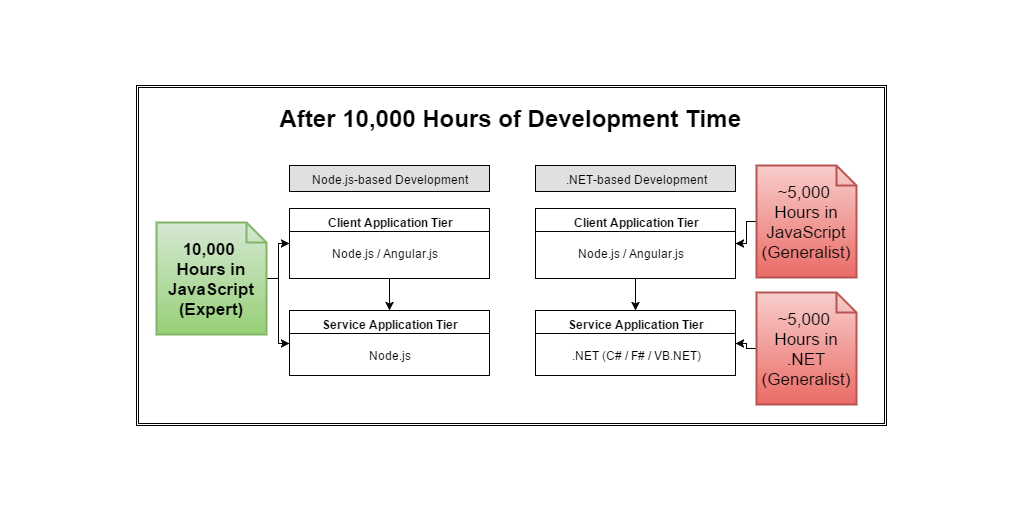 After 10,000 Hours of Development Time
Node.js-based Development
.NET-based Development
10,000
Hours in
JavaScript
(Expert)
Client Application Tier
Node.js / Angular.js
Service Application Tier
Node.js
Client Application Tier
Node.js / Angular.js
Service Application Tier
.NET (C# / F# / VB.NET)
~5,000
Hours in
JavaScript
(Generalist)
~5,000
Hours in
.NET
(Generalist)